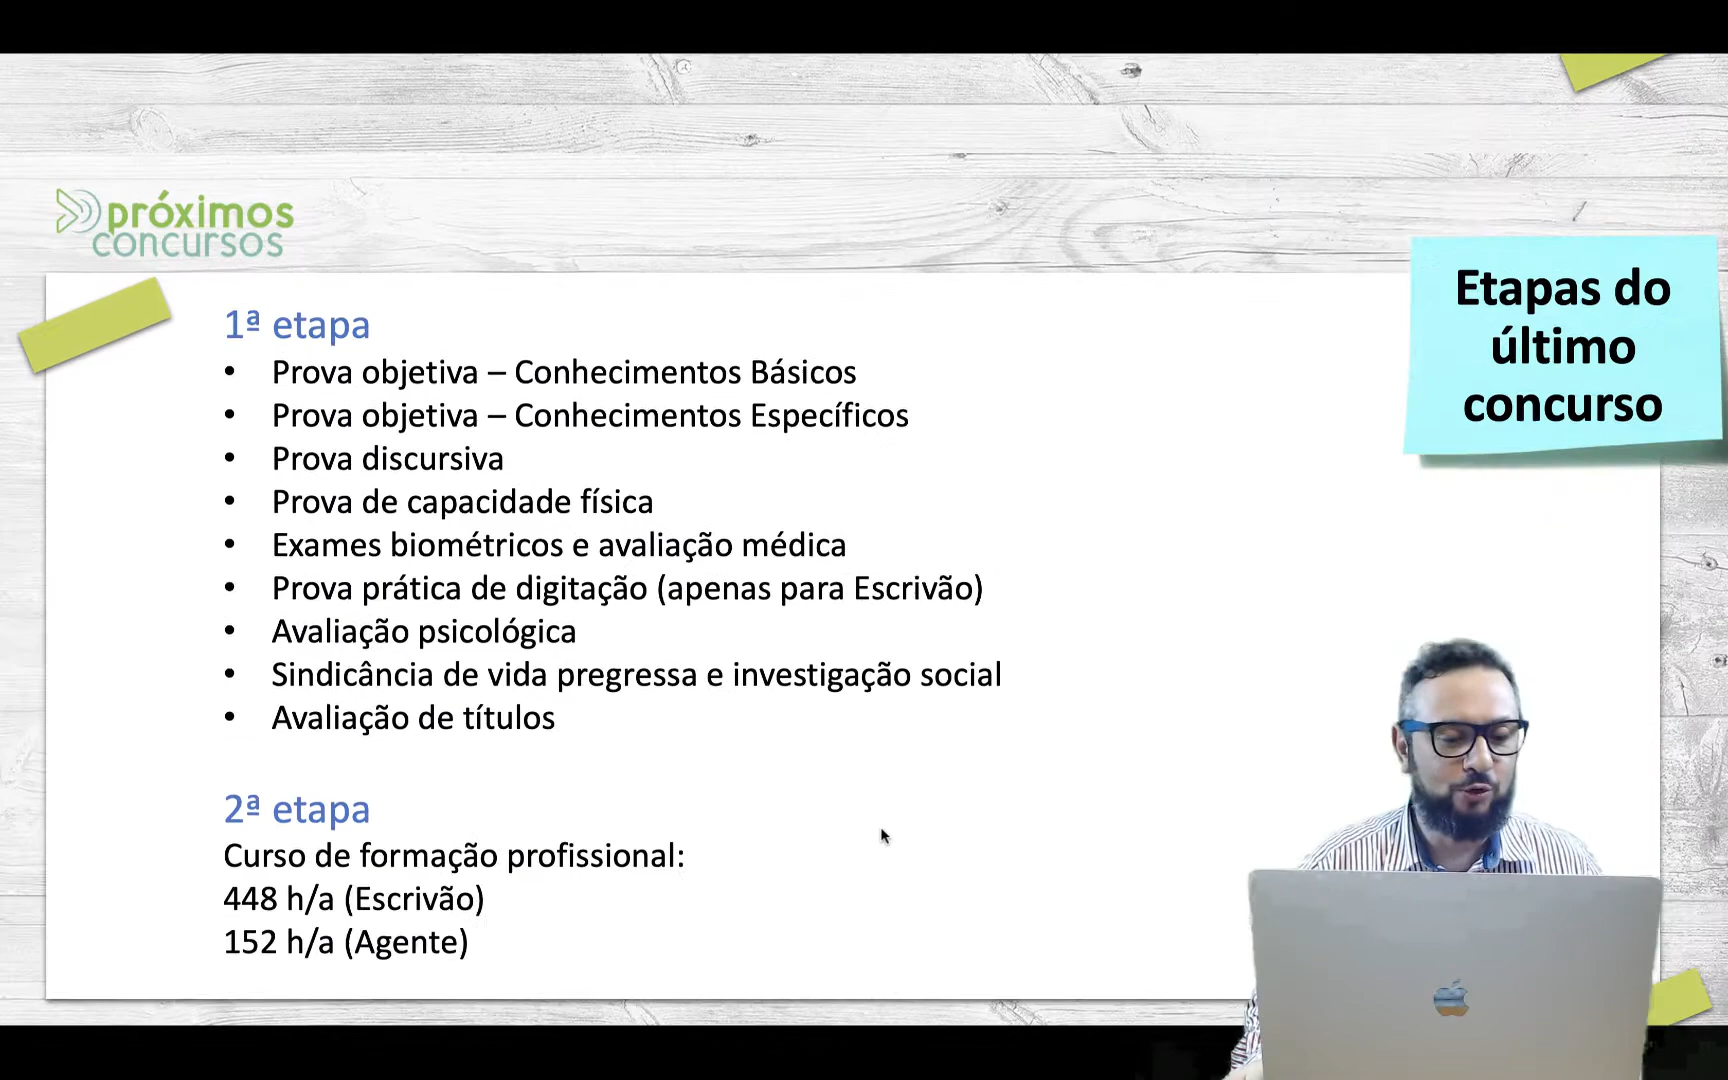 próximos
concursos
Etapas do
último
concurso
1ª etapa
• Prova objetiva – Conhecimentos Básicos
• Prova objetiva – Conhecimentos Específicos
• Prova discursiva
• Prova de capacidade física
• Exames biométricos e avaliação médica
• Prova prática de digitação (apenas para Escrivão)
• Avaliação psicológica
• Sindicância de vida pregressa e investigação social
• Avaliação de títulos
2ª etapa
Curso de formação profissional:
448 h/a (Escrivão)
152 h/a (Agente)